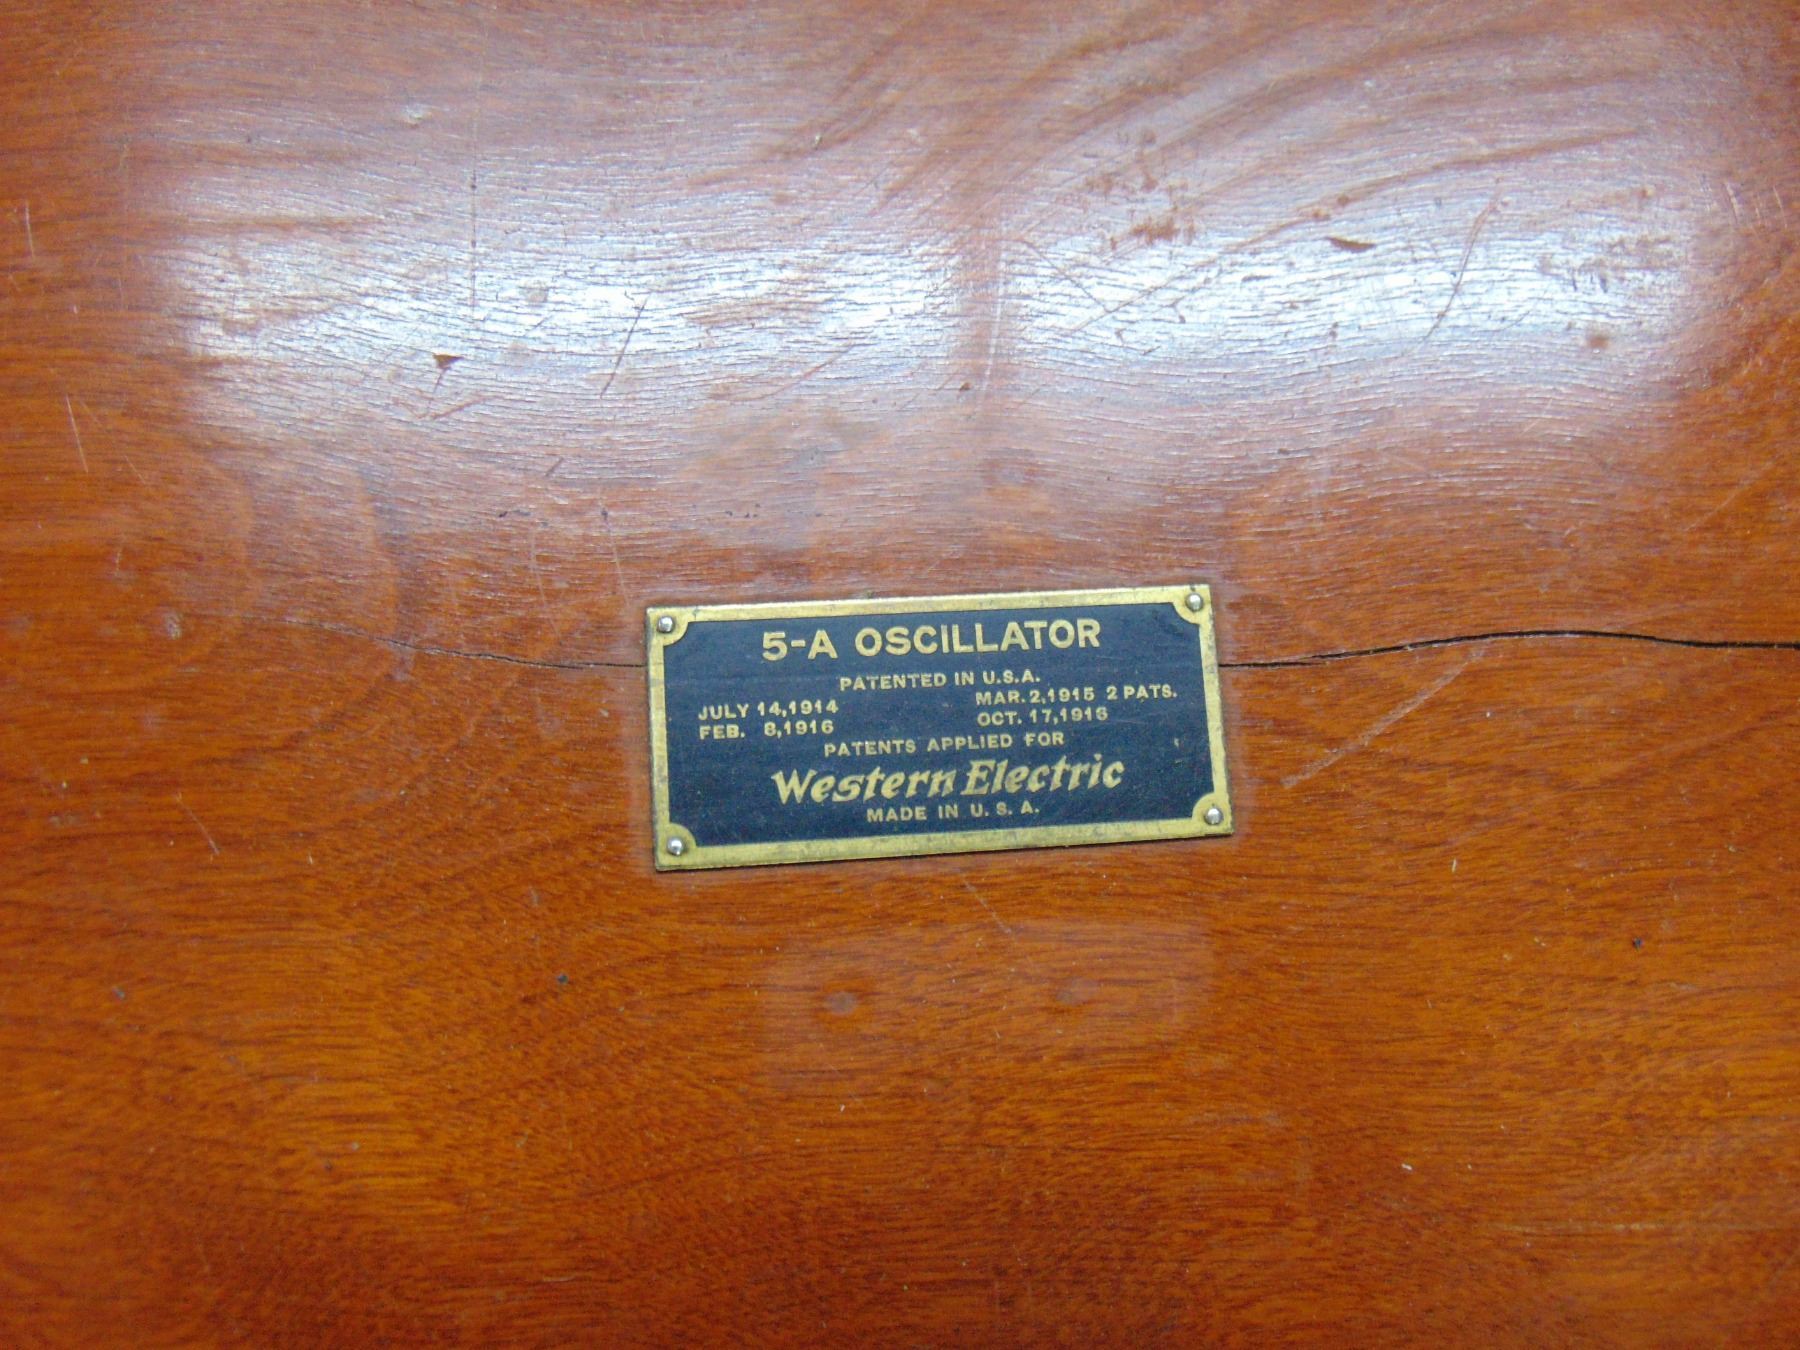 5-A OSCILLATOR
PATENTED IN U.S.A.
JULY 14,1914 MAR. 2,1915 2 PATS.
FEB. 8,1916 OCT. 17,1916
PATENTS APPLIED FOR
Western Electric
MADE IN U.S.A.